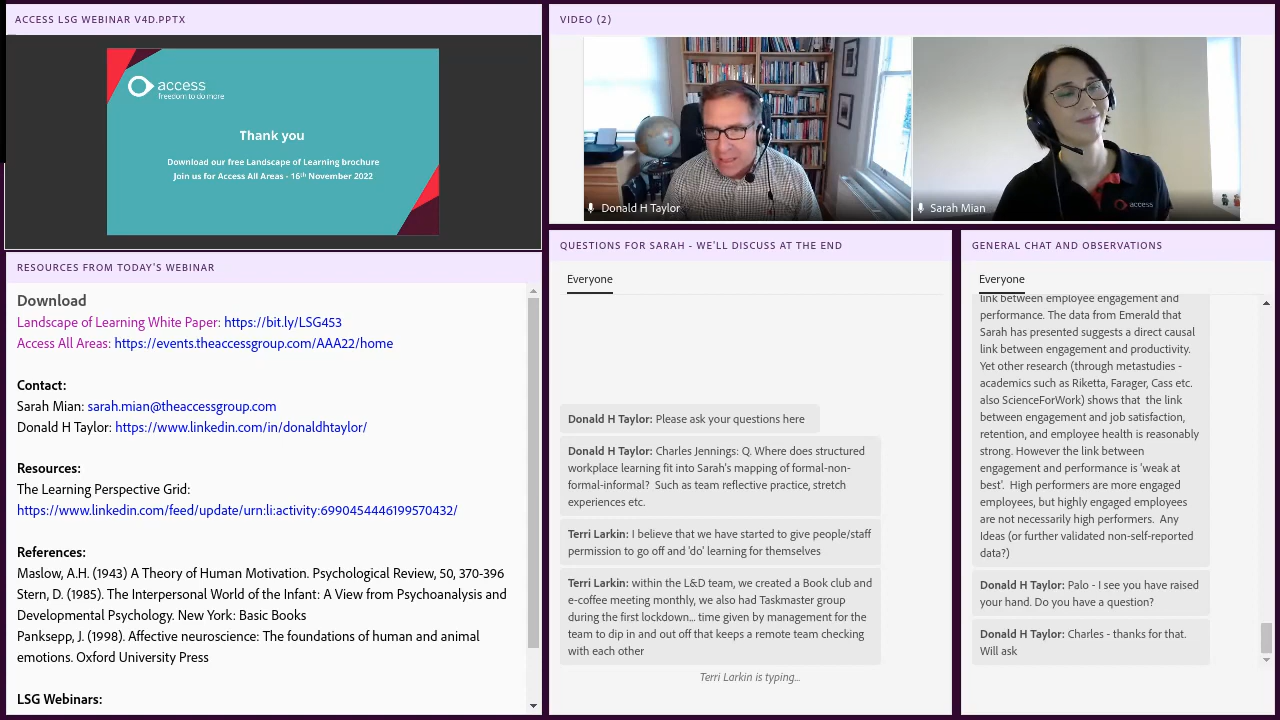 ACCESS LSG WEBINAR V4D.PPTX
access
freedom to do more
Thank you
Download our free Landscape of Learning brochure
Join us for Access All Areas - 16th November 2022
VIDEO (2)
Donald H Taylor
access
Sarah Mian
RESOURCES FROM TODAY'S WEBINAR
Download
Landscape of Learning White Paper: https://bit.ly/LSG453
Access All Areas: https://events.theaccessgroup.com/AAA22/home
Contact:
Sarah Mian: sarah.mian@theaccessgroup.com
Donald H Taylor: https://www.linkedin.com/in/donaldhtaylor/
Resources:
The Learning Perspective Grid:
https://www.linkedin.com/feed/update/urn:li:activity:6990454446199570432/
References:
Maslow, A.H. (1943) A Theory of Human Motivation. Psychological Review, 50, 370-396
Stern, D. (1985). The Interpersonal World of the Infant: A View from Psychoanalysis and
Developmental Psychology. New York: Basic Books
Panksepp, J. (1998). Affective neuroscience: The foundations of human and animal
emotions. Oxford University Press
LSG Webinars:
QUESTIONS FOR SARAH - WE'LL DISCUSS AT THE END
Everyone
Donald H Taylor: Please ask your questions here
Donald H Taylor: Charles Jennings: Q. Where does structured
workplace learning fit into Sarah's mapping of formal-non-
formal-informal? Such as team reflective practice, stretch
experiences etc.
Terri Larkin: I believe that we have started to give people/staff
permission to go off and 'do' learning for themselves
Terri Larkin: within the L&D team, we created a Book club and
e-coffee meeting monthly, we also had Taskmaster group
during the first lockdown... time given by management for the
team to dip in and out off that keeps a remote team checking
with each other
Terri Larkin is typing...
GENERAL CHAT AND OBSERVATIONS
Everyone
link between employee engagement and
performance. The data from Emerald that
Sarah has presented suggests a direct causal
link between engagement and productivity.
Yet other research (through metastudies -
academics such as Riketta, Farager, Cass etc.
also ScienceForWork) shows that the link
between engagement and job satisfaction,
retention, and employee health is reasonably
strong. However the link between
engagement and performance is 'weak at
best'. High performers are more engaged
employees, but highly engaged employees
are not necessarily high performers. Any
Ideas (or further validated non-self-reported
data?)
Donald H Taylor: Palo - I see you have raised
your hand. Do you have a question?
Donald H Taylor: Charles - thanks for that.
Will ask